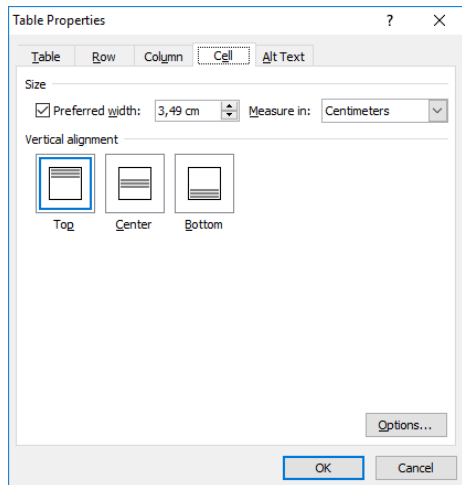 Table Properties ? ×
Table Row Column Cell Alt Text
Size
Preferred width: 3,49 cm Measure in: Centimeters
Vertical alignment
Top Center Bottom
Options...
OK Cancel